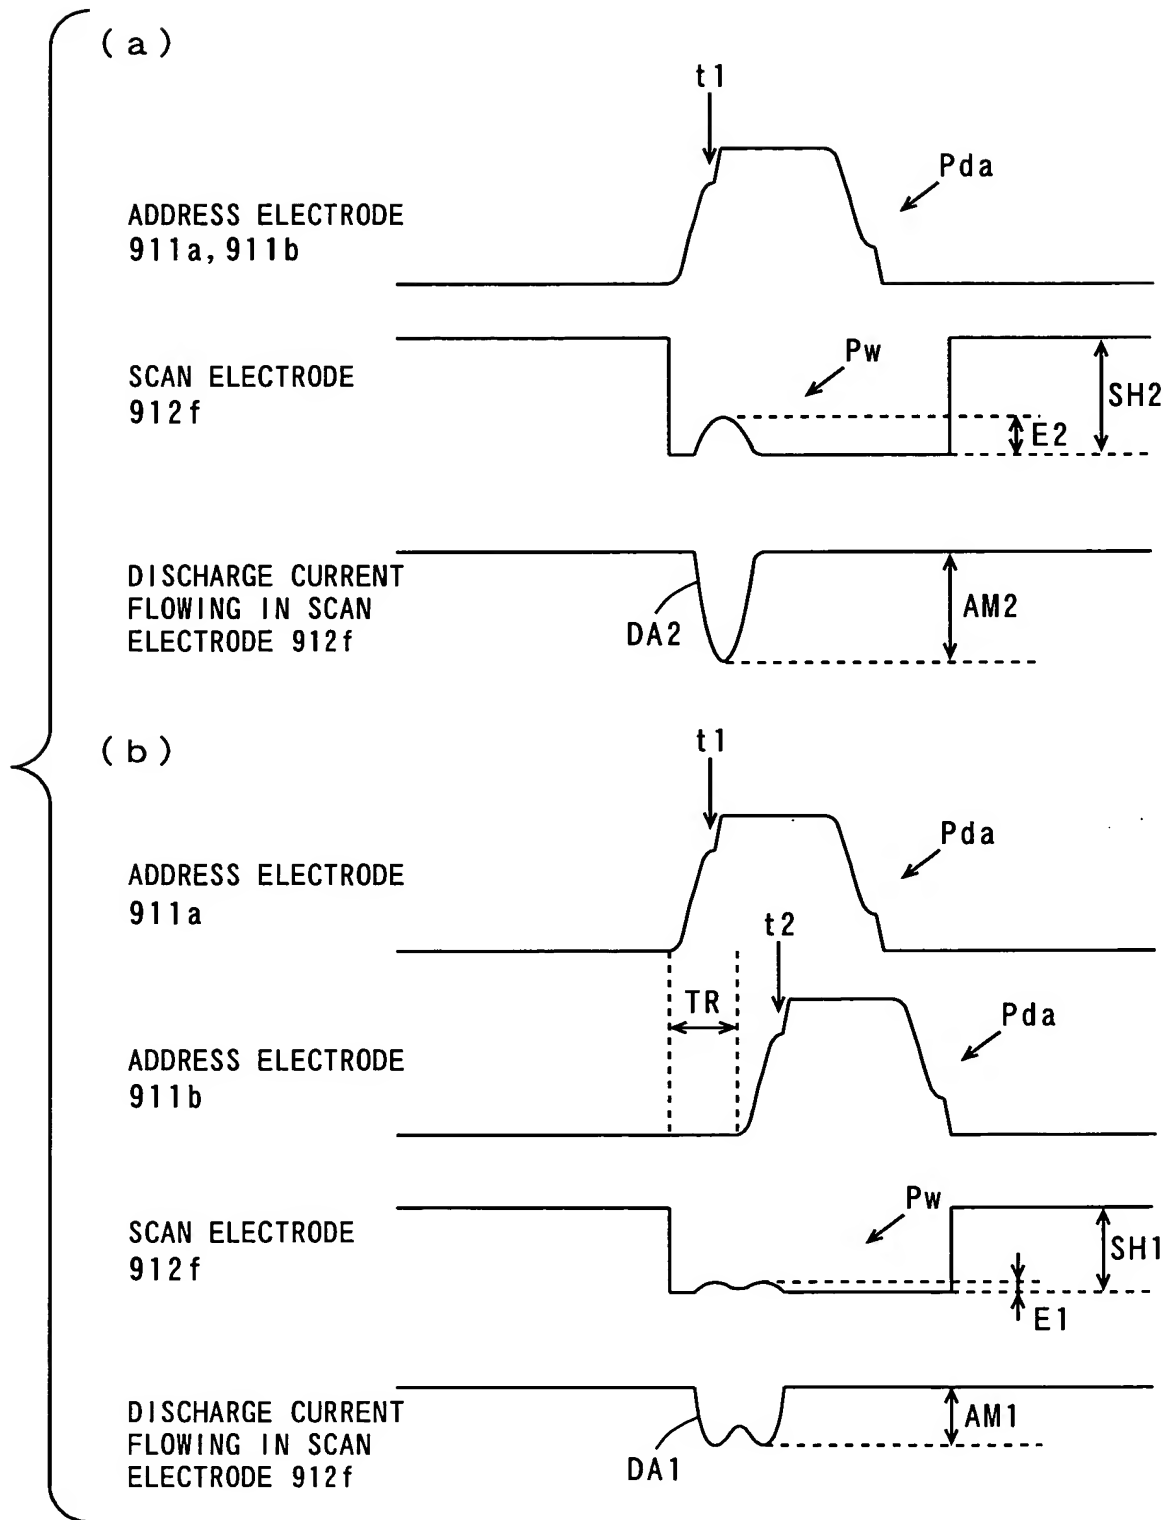 (a)
t1
Pda
ADDRESS ELECTRODE
911a, 911b
Pw
SCAN ELECTRODE
912f
SH2
E2
DISCHARGE CURRENT
FLOWING IN SCAN
ELECTRODE 912f
DA2
AM2
(b)
t1
Pda
ADDRESS ELECTRODE
911a
t2
TR
Pda
ADDRESS ELECTRODE
911b
Pw
SCAN ELECTRODE
912f
SH1
E1
DISCHARGE CURRENT
FLOWING IN SCAN
ELECTRODE 912f
DA1
AM1